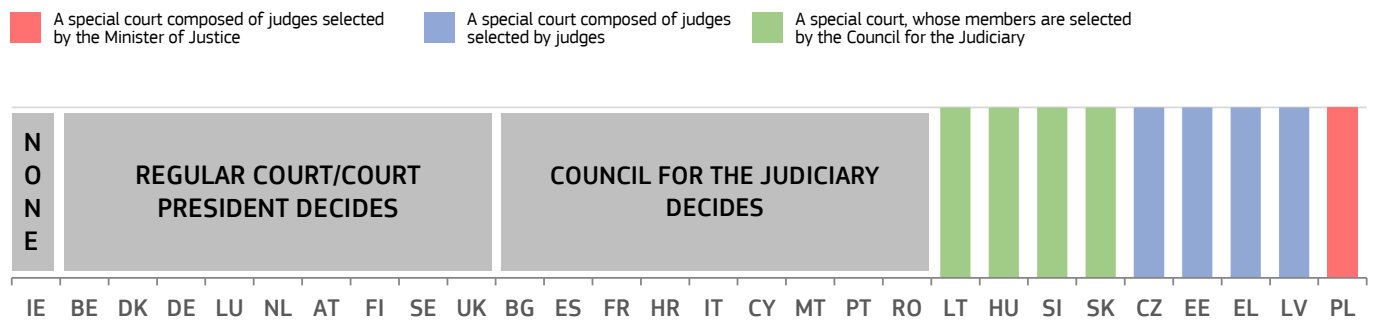 A special court composed of judges selected
by the Minister of Justice
A special court composed of judges
selected by judges
A special court, whose members are selected
by the Council for the Judiciary
N
O
N
E
REGULAR COURT/COURT
PRESIDENT DECIDES
COUNCIL FOR THE JUDICIARY
DECIDES
IE BE DK DE LU NL AT FI SE UK BG ES FR HR IT CY MT PT RO LT HU SI SK CZ EE EL LV PL